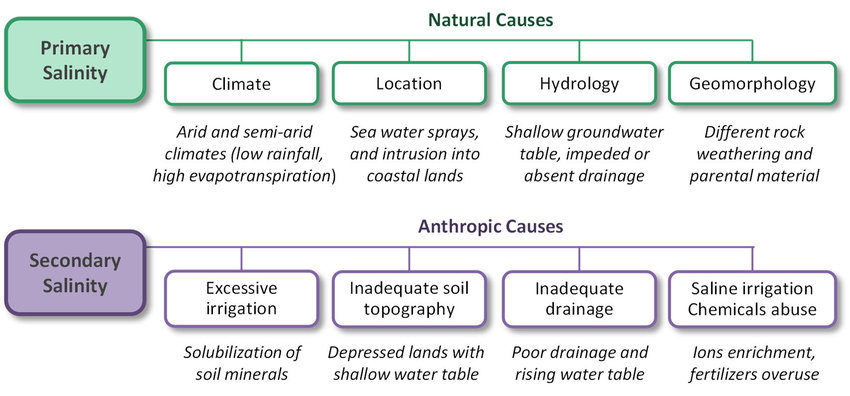 Natural Causes
Primary
Salinity
Climate
Location
Hydrology
Geomorphology
Arid and semi-arid
climates (low rainfall,
high evapotranspiration)
Sea water sprays,
and intrusion into
coastal lands
Shallow groundwater
table, impeded or
absent drainage
Different rock
weathering and
parental material
Anthropic Causes
Secondary
Salinity
Excessive
irrigation
Inadequate soil
topography
Inadequate
drainage
Saline irrigation
Chemicals abuse
Solubilization of
soil minerals
Depressed lands with
shallow water table
Poor drainage and
rising water table
Ions enrichment,
fertilizers overuse